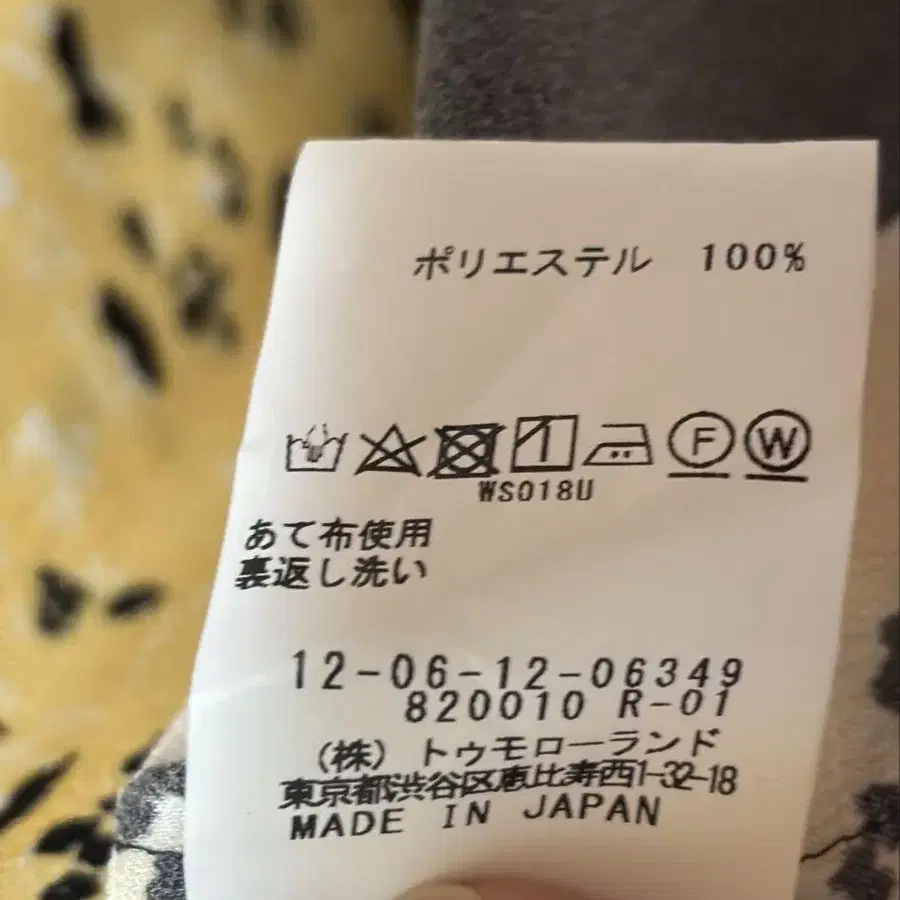 ポリエステル 100%
F W
WS018U
あて布使用
裏返し洗い
12-06-12-06349
820010 R-01
(株) トゥモローランド
東京都渋谷区恵比寿西1-32-18
MADE IN JAPAN